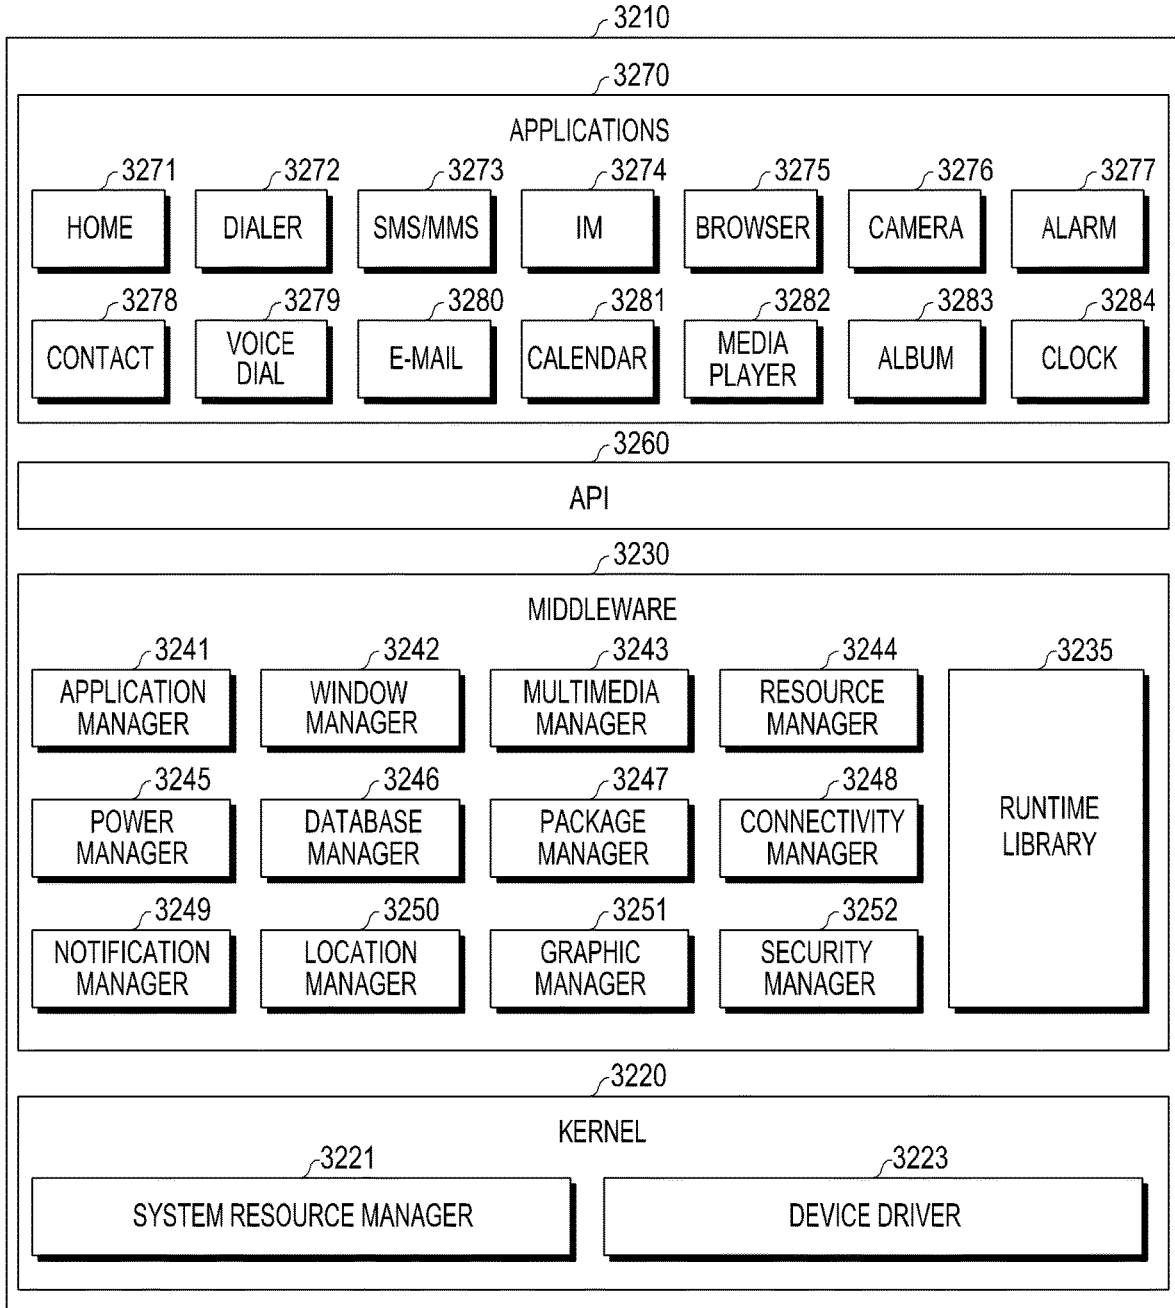 3210
3270
APPLICATIONS
3271 3272 3273 3274 3275 3276 3277
HOME DIALER SMS/MMS IM BROWSER CAMERA ALARM
3278 3279 3280 3281 3282 3283 3284
CONTACT VOICE DIAL E-MAIL CALENDAR MEDIA PLAYER ALBUM CLOCK
3260
API
3230
MIDDLEWARE
3241 3242 3243 3244 3235
APPLICATION MANAGER WINDOW MANAGER MULTIMEDIA MANAGER RESOURCE MANAGER
3245 3246 3247 3248
POWER MANAGER DATABASE MANAGER PACKAGE MANAGER CONNECTIVITY MANAGER RUNTIME LIBRARY
3249 3250 3251 3252
NOTIFICATION MANAGER LOCATION MANAGER GRAPHIC MANAGER SECURITY MANAGER
3220
KERNEL
3221 3223
SYSTEM RESOURCE MANAGER DEVICE DRIVER